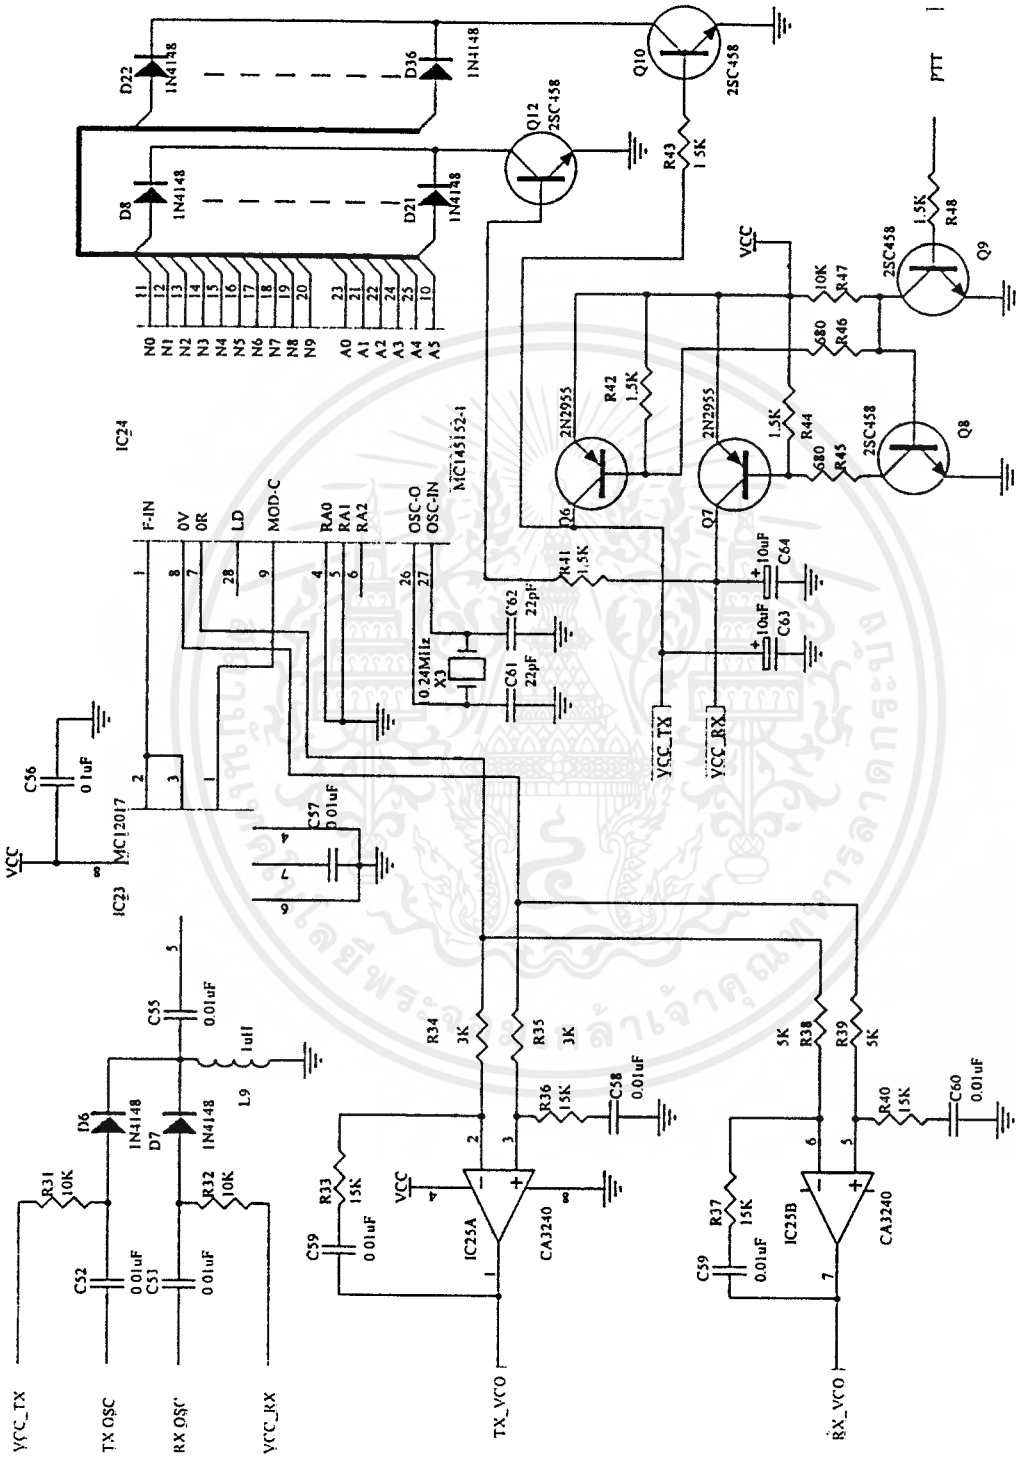 VCC_TX
R31
10K
C52
0.01uF
TX OSC
D6
1N4148
C53
0.01uF
RX OSC
D7
1N4148
R32
10K
VCC_RX
C55
0.01uF
5
1uH
L9
VCC
8
C56
0.1uF
IC23
MC12017
2
3
1
6
7
4
C57
0.01uF
IC24
MC145152-1
1
F-IN
8
0V
7
0R
28
LD
9
MOD-C
4
RA0
5
RA1
6
RA2
26
OSC-O
27
OSC-IN
10.24MHz
X3
C61
22pF
C62
22pF
N0
11
N1
12
N2
13
N3
14
N4
15
N5
16
N6
17
N7
18
N8
19
N9
20
A0
23
A1
21
A2
22
A3
24
A4
25
A5
10
D8
1N4148
D21
1N4148
D22
1N4148
D36
1N4148
Q12
2SC458
Q10
2SC458
R43
1.5K
R33
15K
C59
0.01uF
VCC
4
IC25A
2
3
1
8
CA3240
TX_VCO
R34
3K
R35
3K
R36
15K
C58
0.01uF
R37
15K
C59
0.01uF
IC25B
6
5
7
CA3240
RX_VCO
5K
R38
R39
5K
R40
15K
C60
0.01uF
VCC_TX
VCC_RX
R41
1.5K
10uF
C63
10uF
C64
Q6
2N2955
R42
1.5K
Q7
2N2955
1.5K
R44
680
R45
680
R46
10K
R47
VCC
2SC458
Q8
2SC458
Q9
1.5K
R48
PTT